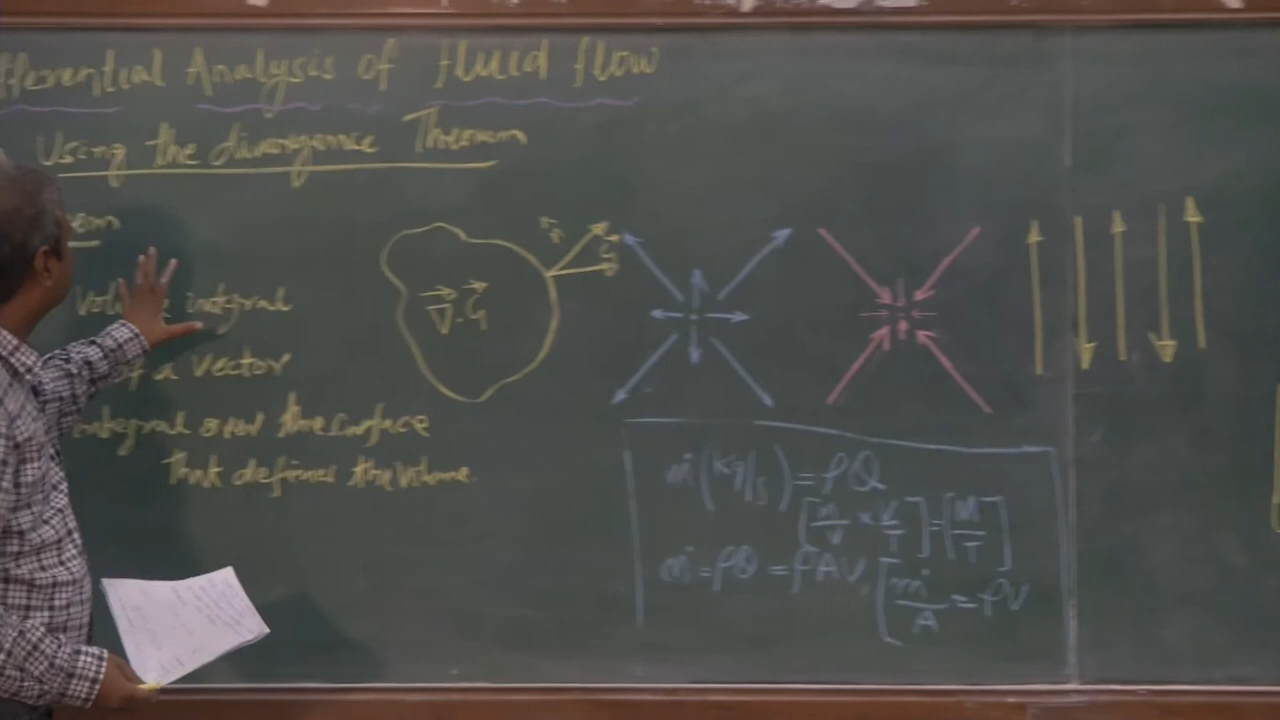 fferential Analysis of fluid flow
Using the divergence Theorem
integral
of a vector
integral over the surface
that defines the volume.
n⃗
G⃗
∇⃗.G⃗
ṁ (Kg/s) = ρQ
[M/V × V/T] = [M/T]
ṁ = ρQ = ρAV, [ṁ/A = ρV